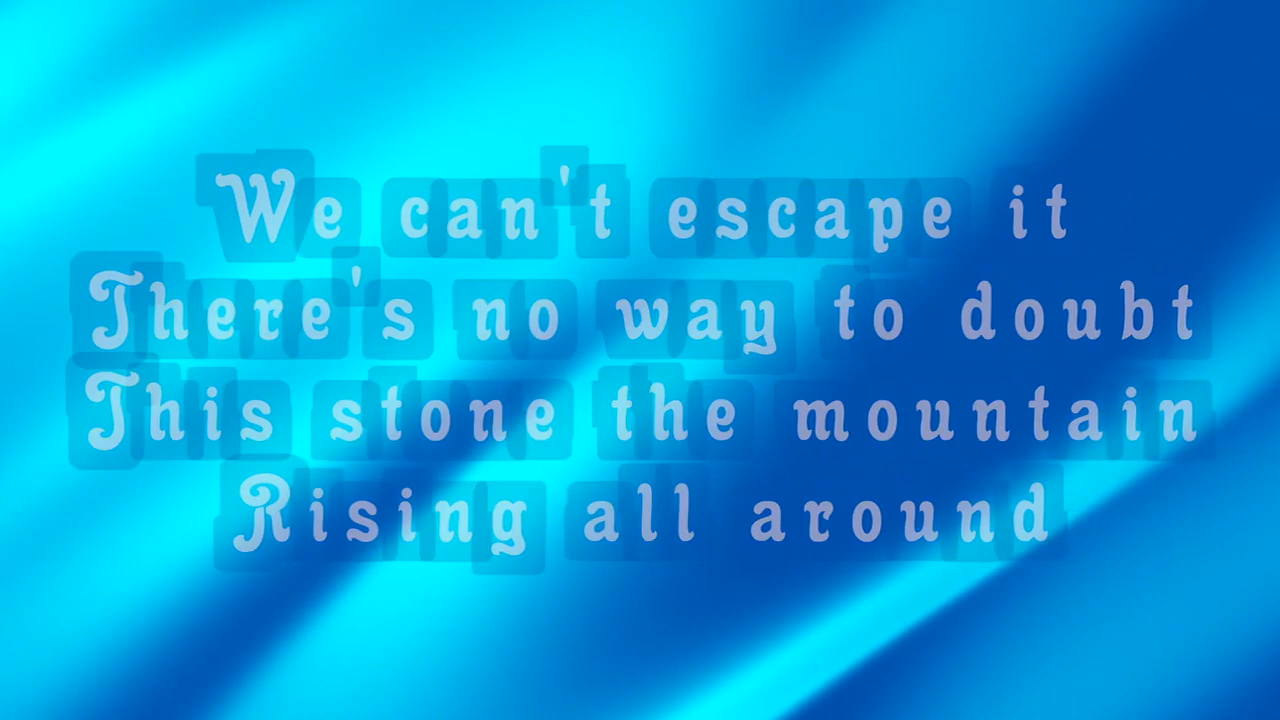 We can't escape it
There's no way to doubt
This stone the mountain
Rising all around